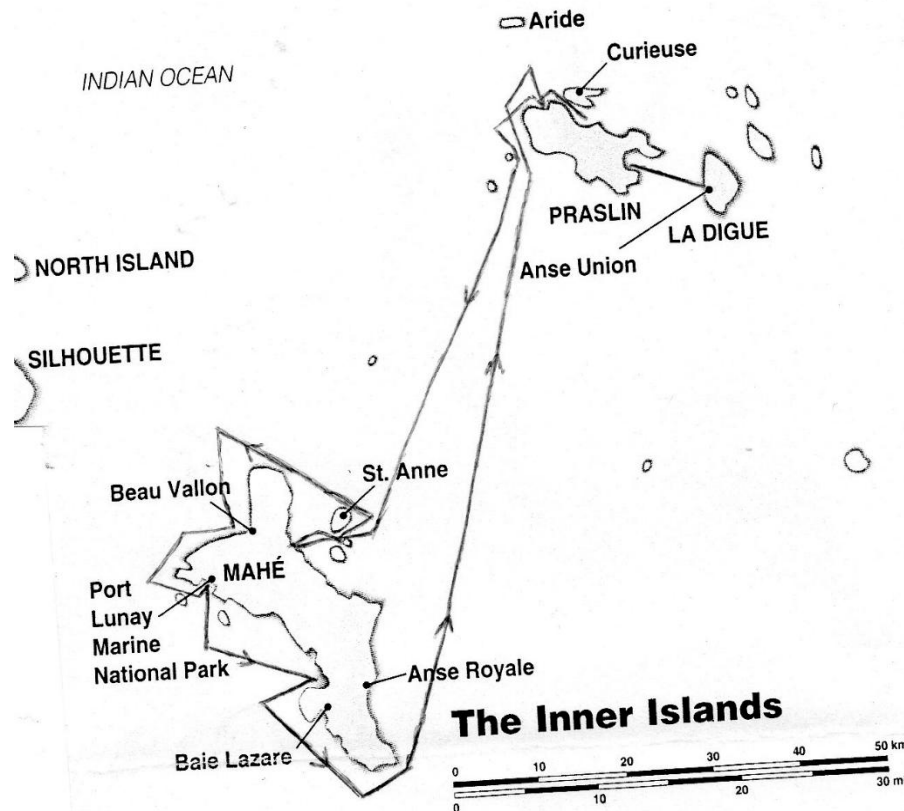 Aride
Curieuse
INDIAN OCEAN
PRASLIN
LA DIGUE
Anse Union
NORTH ISLAND
SILHOUETTE
St. Anne
Beau Vallon
MAHÉ
Port
Lunay
Marine
National Park
Anse Royale
Baie Lazare
The Inner Islands
0 10 20 30 40 50 km
0 10 20 30 mi